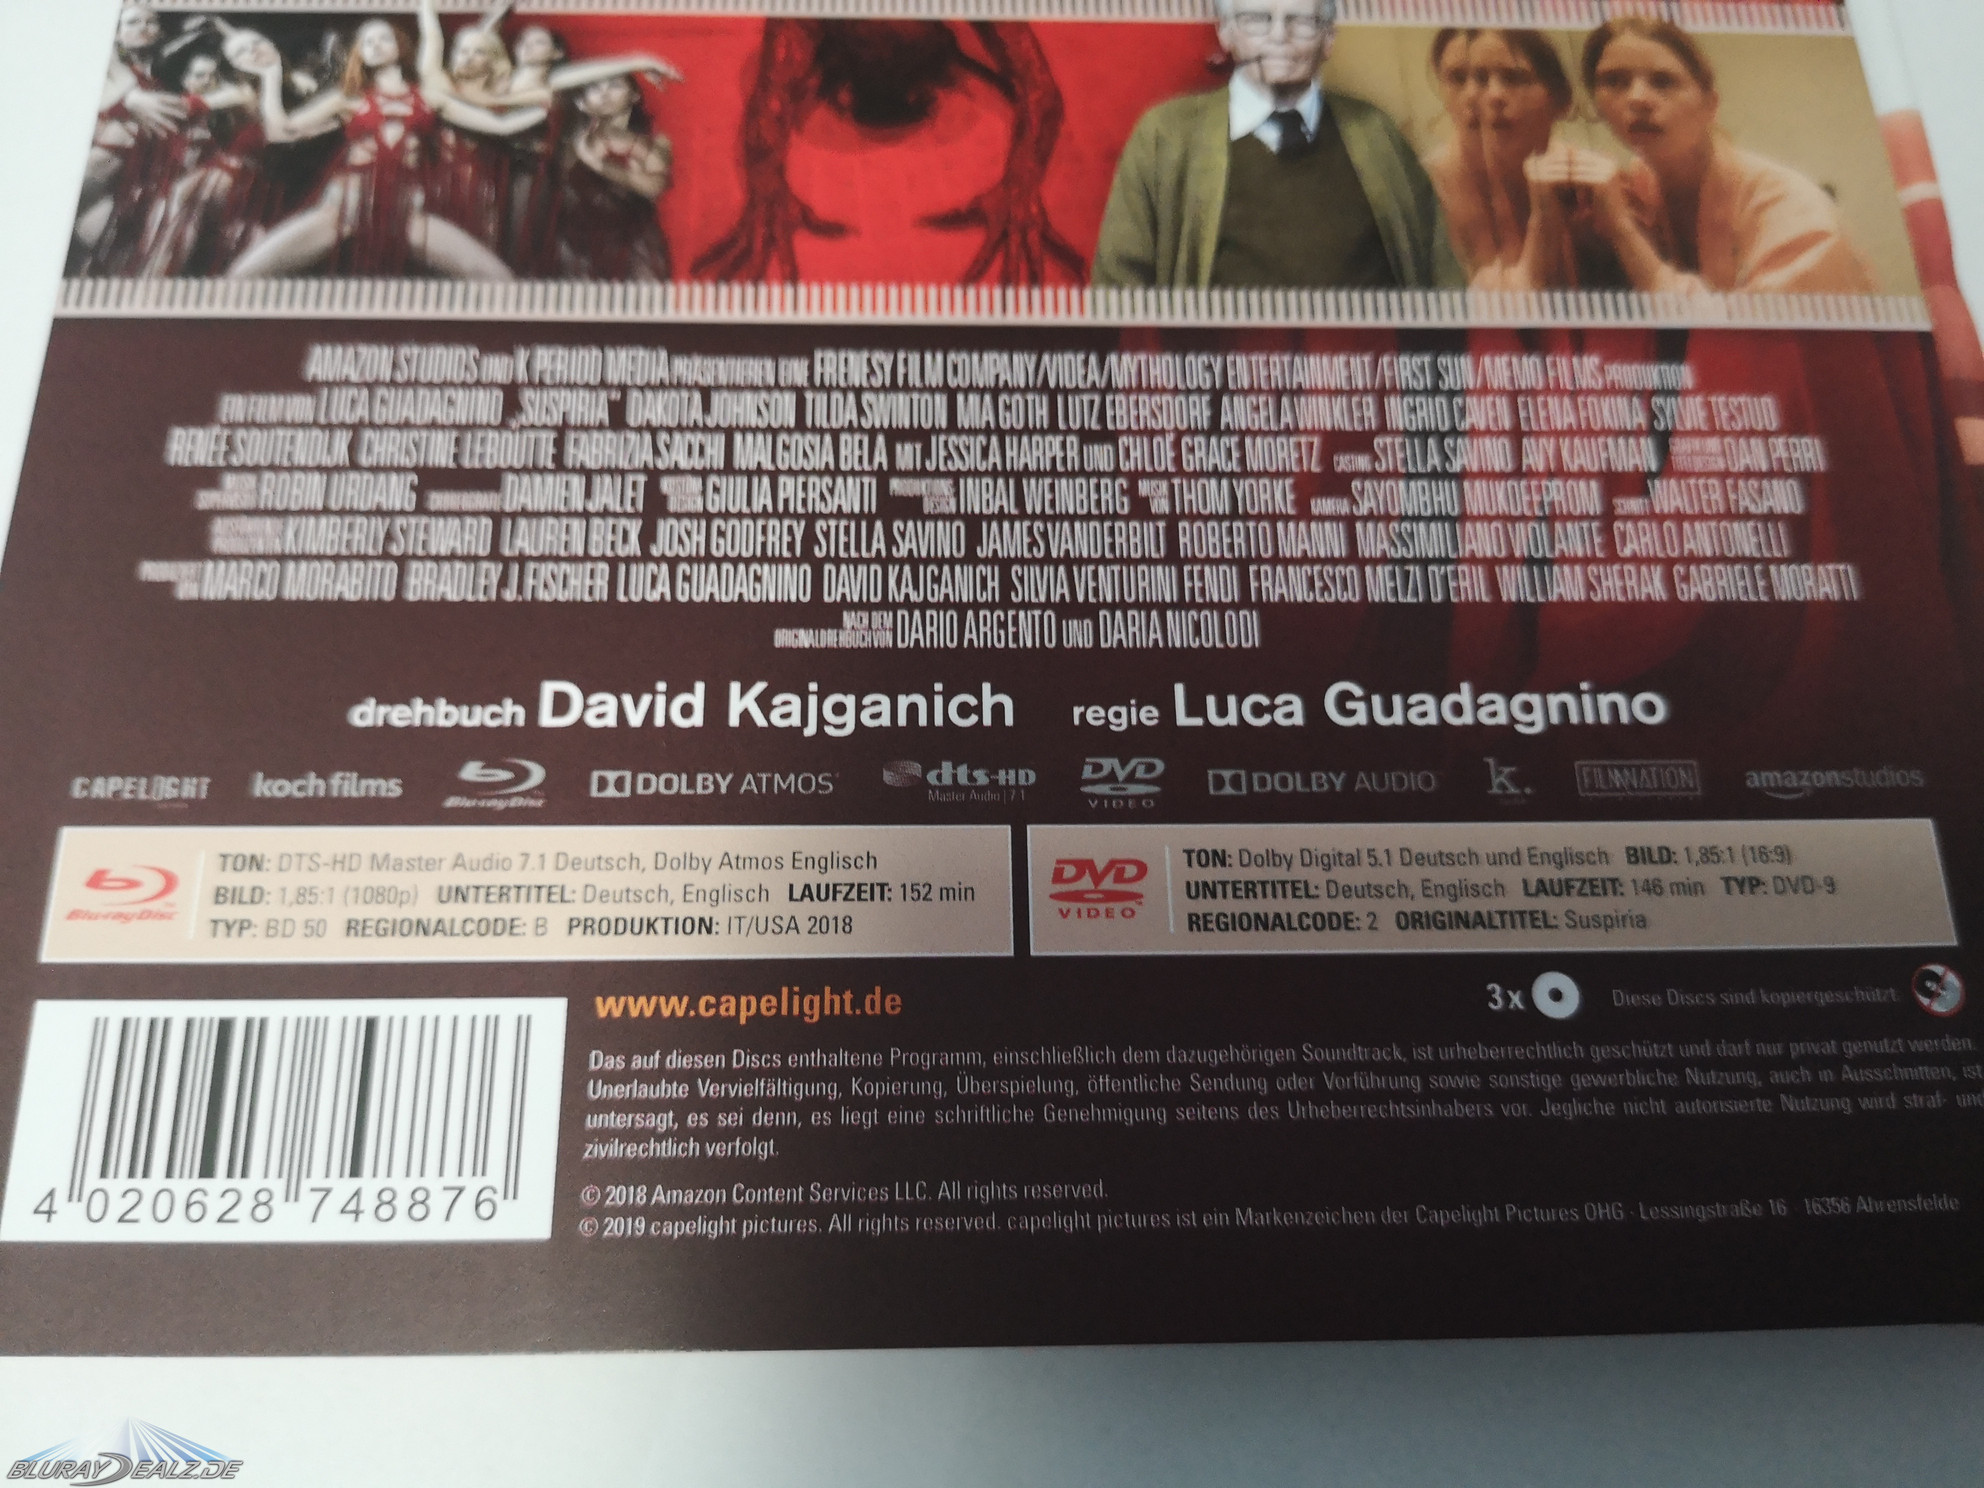 AMAZON STUDIOS UND K PERIOD MEDIA PRÄSENTIEREN EINE FRENESY FILM COMPANY/VIDEA/MYTHOLOGY ENTERTAINMENT/FIRST SUN/MEMO FILMS PRODUKTION
EIN FILM VON LUCA GUADAGNINO „SUSPIRIA“ DAKOTA JOHNSON TILDA SWINTON MIA GOTH LUTZ EBERSDORF ANGELA WINKLER INGRID CAVEN ELENA FOKINA SYLVIE TESTUD
RENÉE SOUTENDIJK CHRISTINE LEBOUTTE FABRIZIA SACCHI MALGOSIA BELA MIT JESSICA HARPER UND CHLOË GRACE MORETZ CASTING STELLA SAVINO AVY KAUFMAN DAN PERRI
ROBIN URDANG DAMIEN JALET GIULIA PIERSANTI PRODUCTION DESIGN INBAL WEINBERG MUSIK VON THOM YORKE KAMERA SAYOMBHU MUKDEEPROM SCHNITT WALTER FASANO
KIMBERLY STEWARD LAUREN BECK JOSH GODFREY STELLA SAVINO JAMES VANDERBILT ROBERTO MANNI MASSIMILIANO VIOLANTE CARLO ANTONELLI
MARCO MORABITO BRADLEY J. FISCHER LUCA GUADAGNINO DAVID KAJGANICH SILVIA VENTURINI FENDI FRANCESCO MELZI D'ERIL WILLIAM SHERAK GABRIELE MORATTI
NACH DEM ORIGINALDREHBUCH VON DARIO ARGENTO UND DARIA NICOLODI
drehbuch David Kajganich regie Luca Guadagnino
CAPELIGHT koch films Blu-ray Disc DOLBY ATMOS dts-HD Master Audio | 7.1 DVD VIDEO DOLBY AUDIO k. FILMNATION amazonstudios
Blu-ray Disc
TON: DTS-HD Master Audio 7.1 Deutsch, Dolby Atmos Englisch
BILD: 1,85:1 (1080p) UNTERTITEL: Deutsch, Englisch LAUFZEIT: 152 min
TYP: BD 50 REGIONALCODE: B PRODUKTION: IT/USA 2018
DVD VIDEO
TON: Dolby Digital 5.1 Deutsch und Englisch BILD: 1,85:1 (16:9)
UNTERTITEL: Deutsch, Englisch LAUFZEIT: 146 min TYP: DVD-9
REGIONALCODE: 2 ORIGINALTITEL: Suspiria
www.capelight.de
3x Diese Discs sind kopiergeschützt.
Das auf diesen Discs enthaltene Programm, einschließlich dem dazugehörigen Soundtrack, ist urheberrechtlich geschützt und darf nur privat genutzt werden.
Unerlaubte Vervielfältigung, Kopierung, Überspielung, öffentliche Sendung oder Vorführung sowie sonstige gewerbliche Nutzung, auch in Ausschnitten, ist
untersagt, es sei denn, es liegt eine schriftliche Genehmigung seitens des Urheberrechtsinhabers vor. Jegliche nicht autorisierte Nutzung wird straf- und
zivilrechtlich verfolgt.
© 2018 Amazon Content Services LLC. All rights reserved.
© 2019 capelight pictures. All rights reserved. capelight pictures ist ein Markenzeichen der Capelight Pictures OHG · Lessingstraße 16 · 16356 Ahrensfelde
4 020628 748876
BLURAYDEALZ.DE